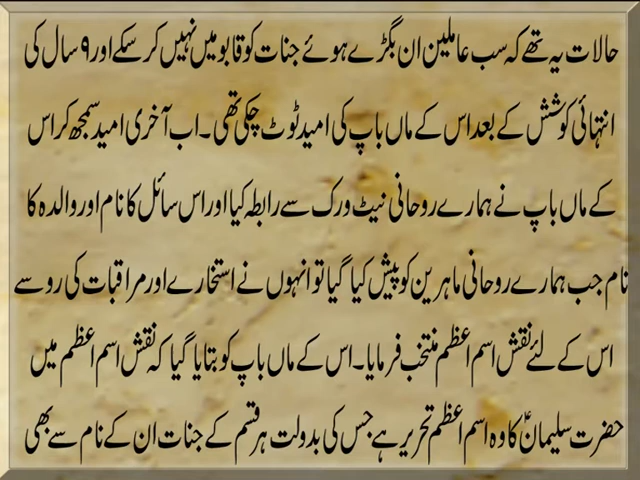 حالات یہ تھے کہ سب عاملین ان بگڑے ہوئے جنات کو قابو میں نہیں کر سکے اور ۹ سال کی
انتہائی کوشش کے بعد اس کے ماں باپ کی امید ٹوٹ چکی تھی۔ اب آخری امید سمجھ کر اس
کے ماں باپ نے ہمارے روحانی نیٹ ورک سے رابطہ کیا اور اس سائل کا نام اور والدہ کا
نام جب ہمارے روحانی ماہرین کو پیش کیا گیا تو انہوں نے استخارے اور مراقبات کی رو سے
اس کے لئے نقش اسم اعظم منتخب فرمایا۔ اس کے ماں باپ کو بتایا گیا کہ نقش اسم اعظم میں
حضرت سلیمانؑ کا وہ اسم اعظم تحریر ہے جس کی بدولت ہر قسم کے جنات ان کے نام سے بھی